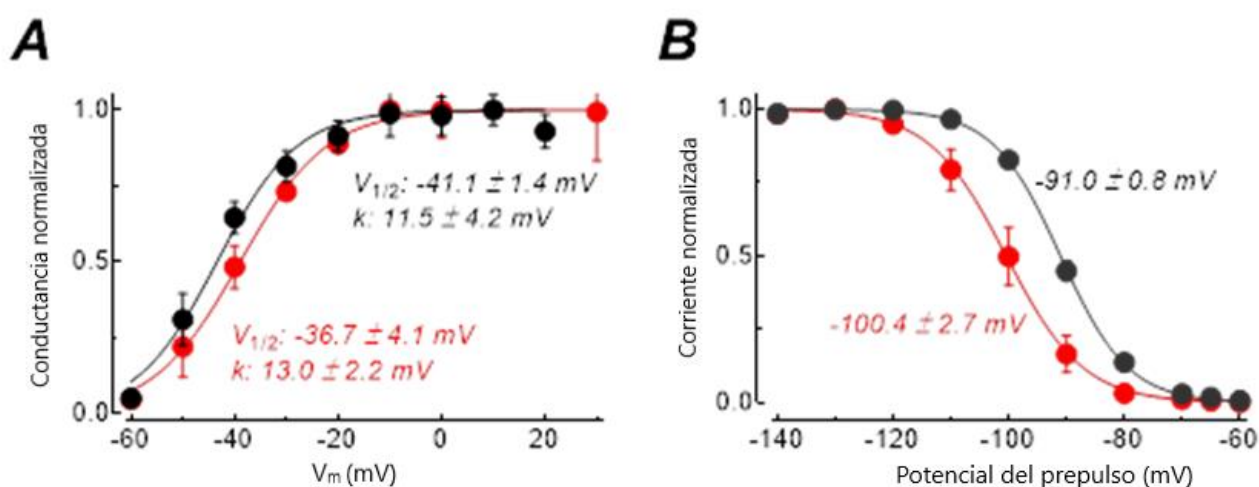 A
Conductancia normalizada
1.0
0.5
0.0
-60
-40
-20
0
20
Vₘ (mV)
V₁/₂: -41.1 ± 1.4 mV
k: 11.5 ± 4.2 mV
V₁/₂: -36.7 ± 4.1 mV
k: 13.0 ± 2.2 mV
B
Corriente normalizada
1.0
0.5
0.0
-140
-120
-100
-80
-60
Potencial del prepulso (mV)
-91.0 ± 0.8 mV
-100.4 ± 2.7 mV